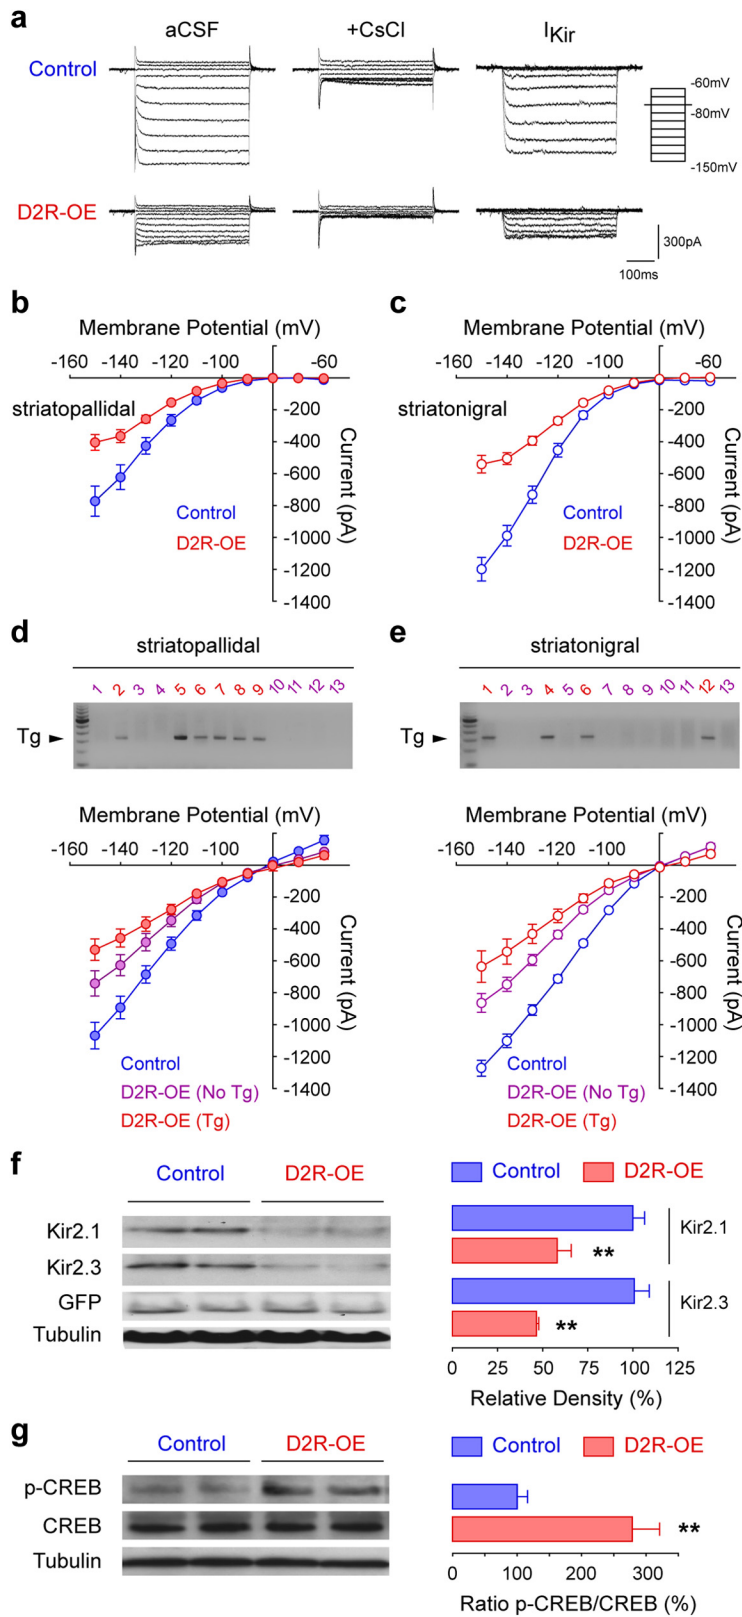 a
aCSF +CsCl IKir
Control
-60mV
-80mV
-150mV
D2R-OE
300pA
100ms
b
Membrane Potential (mV)
-160 -140 -120 -100 -60
striatopallidal
-200
-400
-600
-800
-1000
-1200
-1400
Current (pA)
Control
D2R-OE
c
Membrane Potential (mV)
-160 -140 -120 -100 -60
striatonigral
-200
-400
-600
-800
-1000
-1200
-1400
Current (pA)
Control
D2R-OE
d
striatopallidal
1 2 3 4 5 6 7 8 9 10 11 12 13
Tg
Membrane Potential (mV)
-160 -140 -120 -100 -60
-200
-400
-600
-800
-1000
-1200
-1400
Current (pA)
Control
D2R-OE (No Tg)
D2R-OE (Tg)
e
striatonigral
1 2 3 4 5 6 7 8 9 10 11 12 13
Tg
Membrane Potential (mV)
-160 -140 -120 -100 -60
-200
-400
-600
-800
-1000
-1200
-1400
Current (pA)
Control
D2R-OE (No Tg)
D2R-OE (Tg)
f
Control D2R-OE
Kir2.1
Kir2.3
GFP
Tubulin
Control D2R-OE
Kir2.1
**
Kir2.3
**
0 25 50 75 100 125
Relative Density (%)
g
Control D2R-OE
p-CREB
CREB
Tubulin
Control D2R-OE
**
0 100 200 300
Ratio p-CREB/CREB (%)